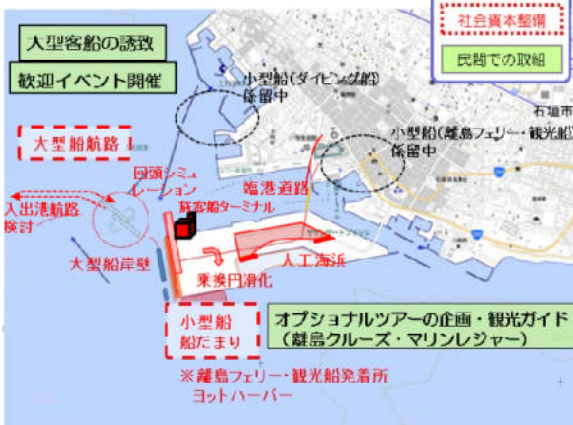 社会資本整備
民間での取組
大型客船の誘致
歓迎イベント開催
小型船(ダイビング船)
係留中
石垣市
小型船(離島フェリー・観光船)
係留中
大型船航路
回頭シミュ
レーション
臨港道路
旅客船ターミナル
入出港航路
検討
大型船岸壁
乗換円滑化
人工海浜
小型船
船だまり
オプショナルツアーの企画・観光ガイド
(離島クルーズ・マリンレジャー)
※離島フェリー・観光船発着所
ヨットハーバー